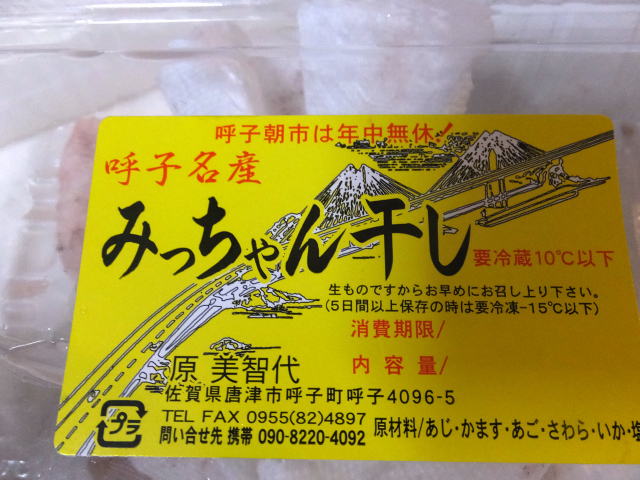 呼子朝市は年中無休!
呼子名産
みっちゃん干し
要冷蔵10℃以下
生ものですからお早めにお召し上り下さい。
(5日間以上保存の時は要冷凍-15℃以下)
消費期限/
内容量/
原 美智代
佐賀県唐津市呼子町呼子4096-5
TEL FAX 0955(82)4897
プラ
問い合せ先 携帯 090-8220-4092
原材料/あじ・かます・あご・さわら・いか・塩